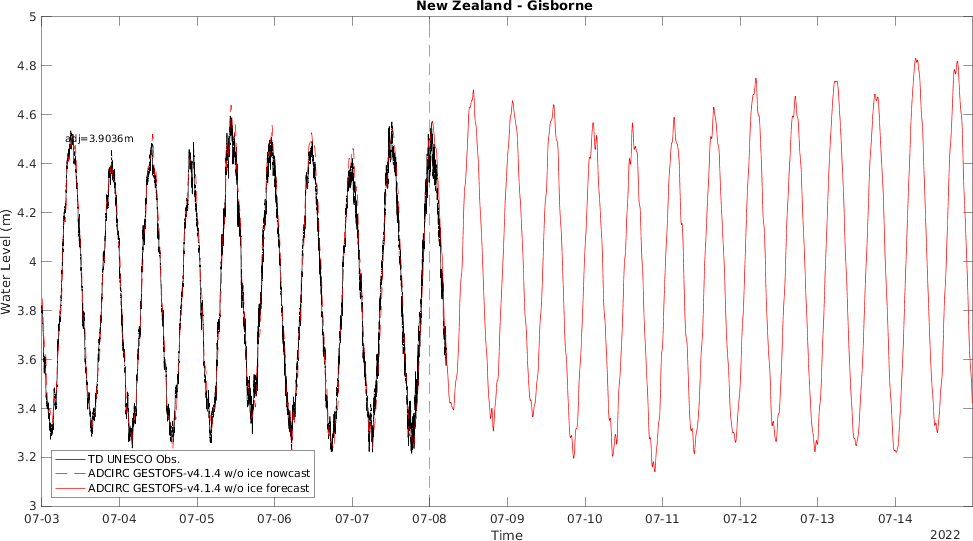 New Zealand - Gisborne
5
4.8
4.6
4.4
4.2
4
3.8
3.6
3.4
3.2
3
Water Level (m)
adj=3.9036m
TD UNESCO Obs.
ADCIRC GESTOFS-v4.1.4 w/o ice nowcast
ADCIRC GESTOFS-v4.1.4 w/o ice forecast
07-03 07-04 07-05 07-06 07-07 07-08 07-09 07-10 07-11 07-12 07-13 07-14
Time
2022